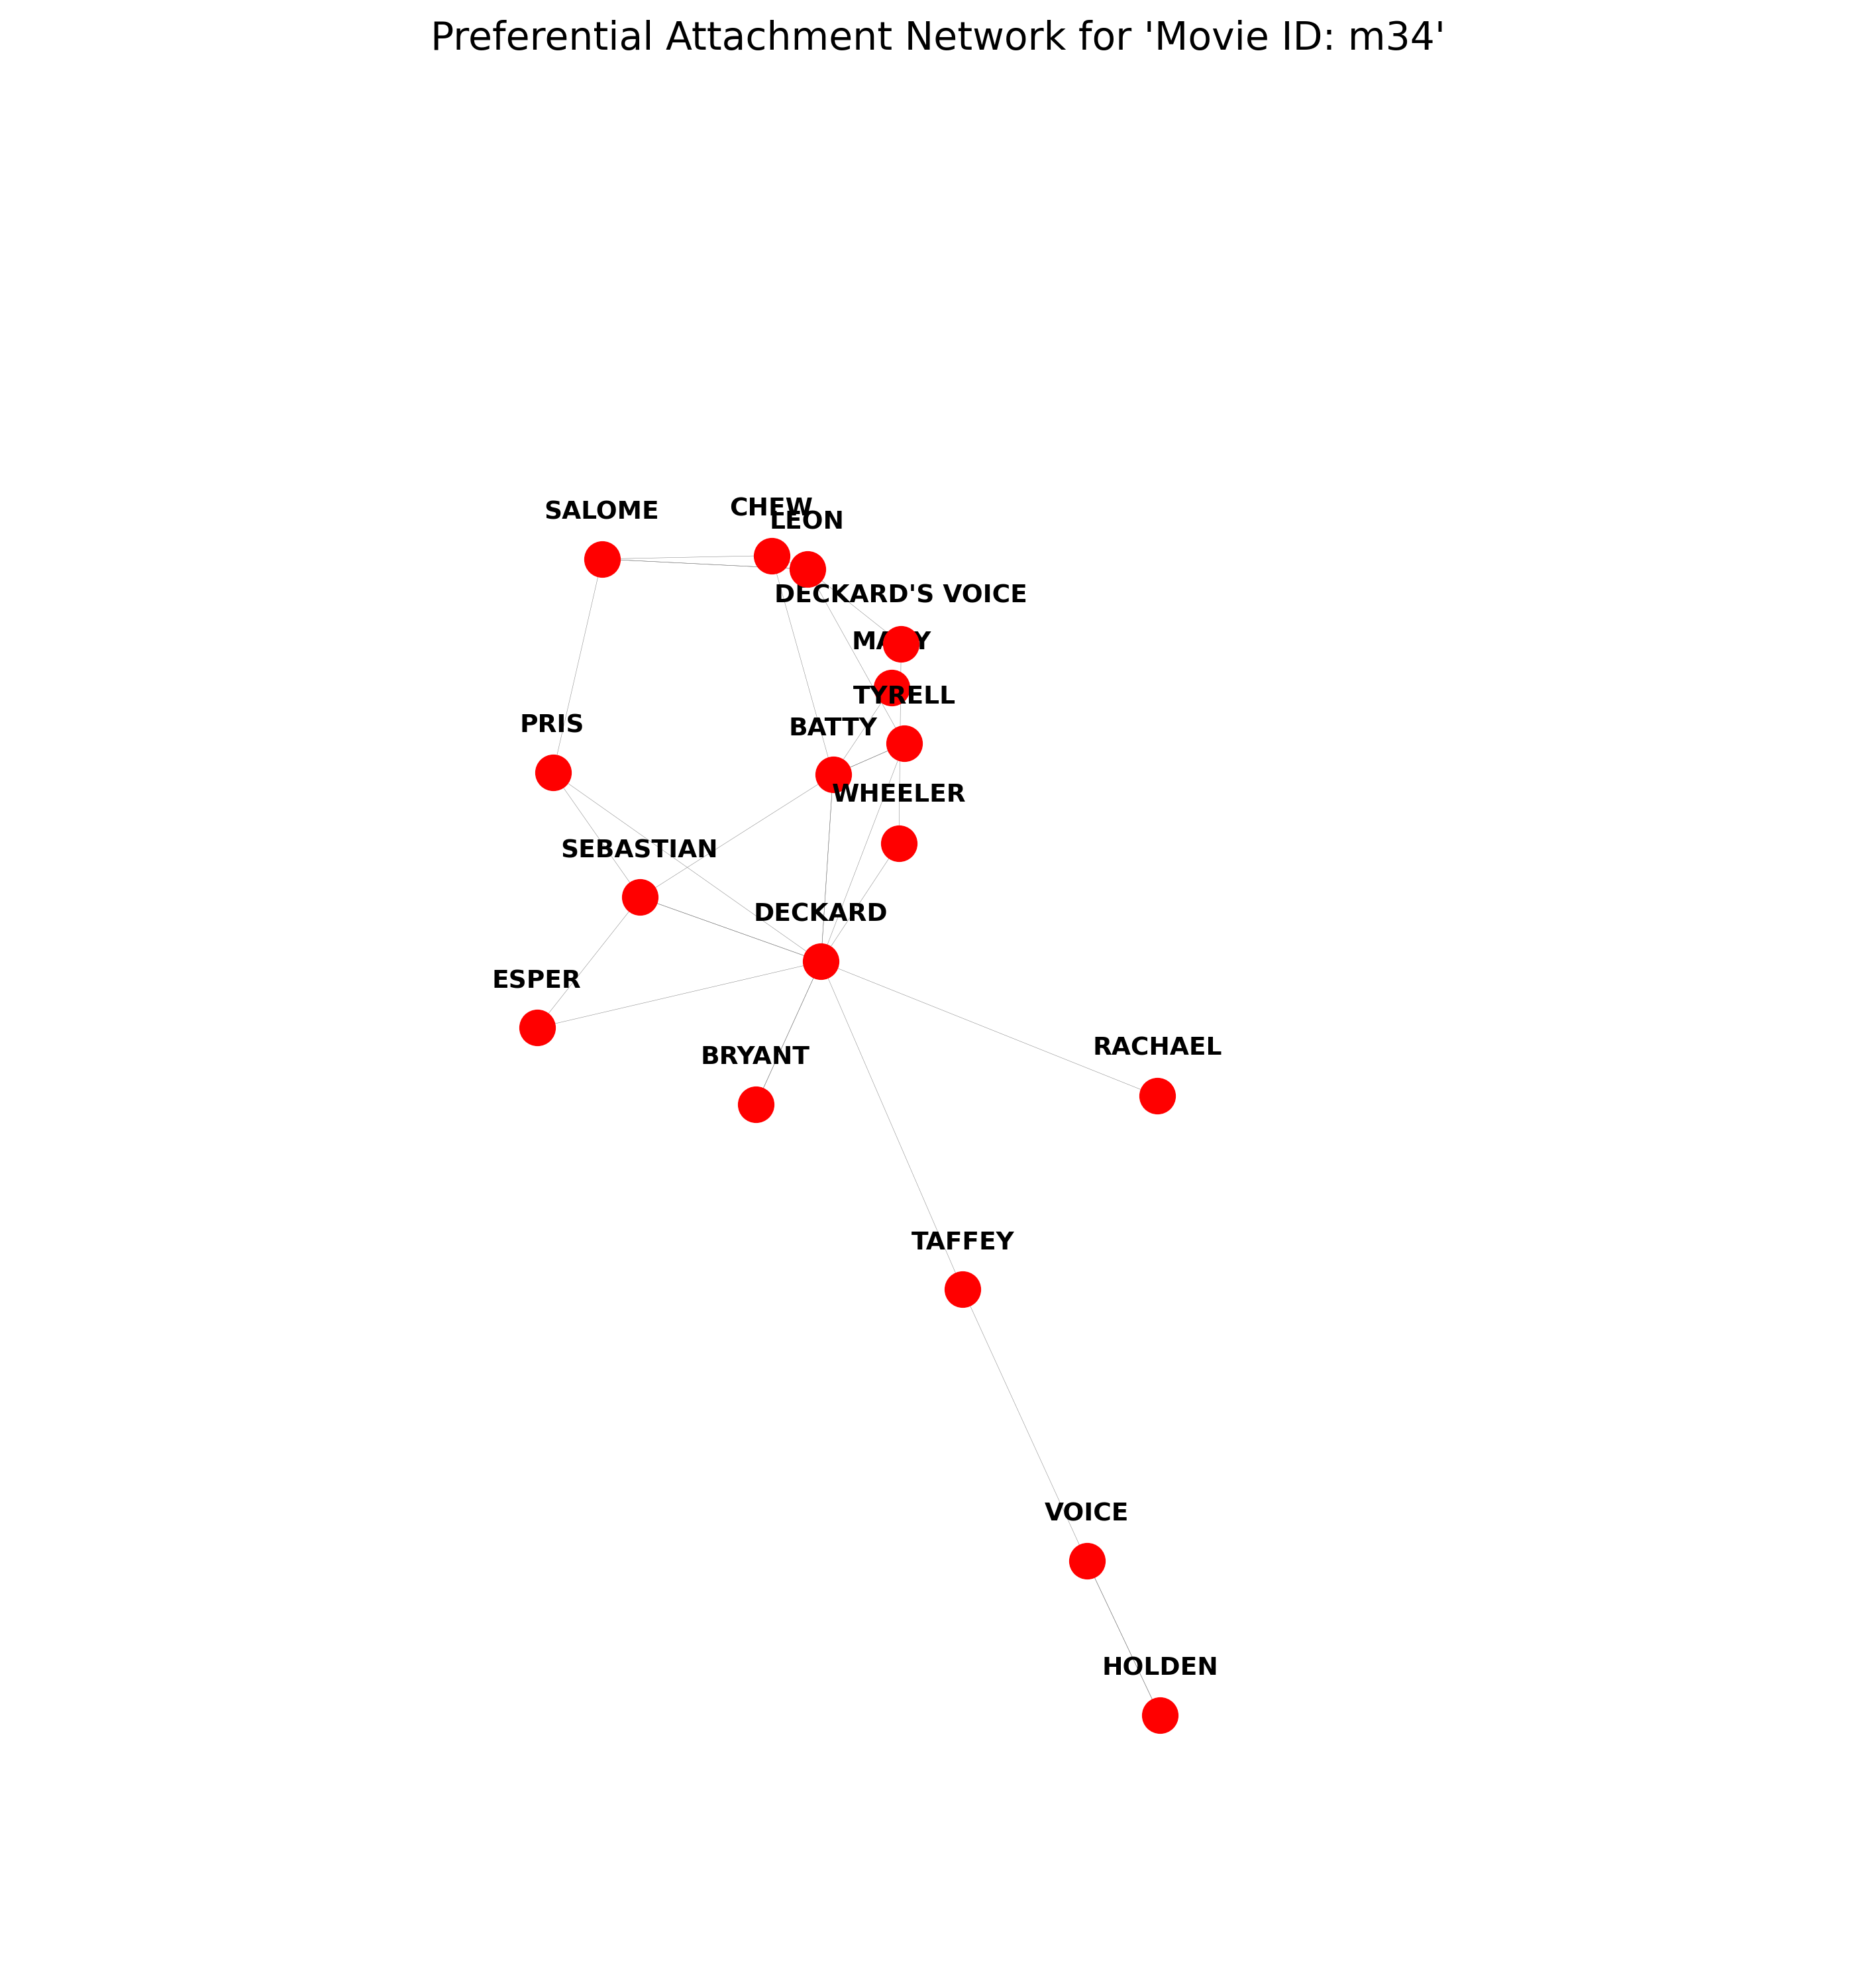 Preferential Attachment Network for 'Movie ID: m34'
SALOME
CHEW
LEON
DECKARD'S VOICE
TYRELL
PRIS
BATTY
WHEELER
SEBASTIAN
DECKARD
ESPER
RACHAEL
BRYANT
TAFFEY
VOICE
HOLDEN